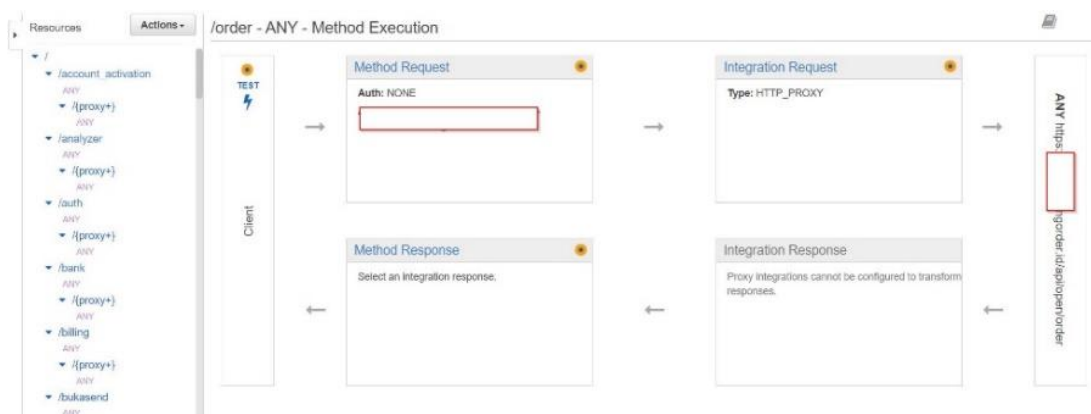 Resources
Actions
/order - ANY - Method Execution
/
/account_activation
ANY
/{proxy+}
ANY
/analyzer
ANY
/{proxy+}
ANY
/auth
ANY
/{proxy+}
ANY
/bank
ANY
/{proxy+}
ANY
/billing
ANY
/{proxy+}
ANY
/bukasend
ANY
TEST
Client
Method Request
Auth: NONE
Integration Request
Type: HTTP_PROXY
Method Response
Select an integration response.
Integration Response
Proxy integrations cannot be configured to transform
responses.
ANY https:
ngorder.id/api/open/order